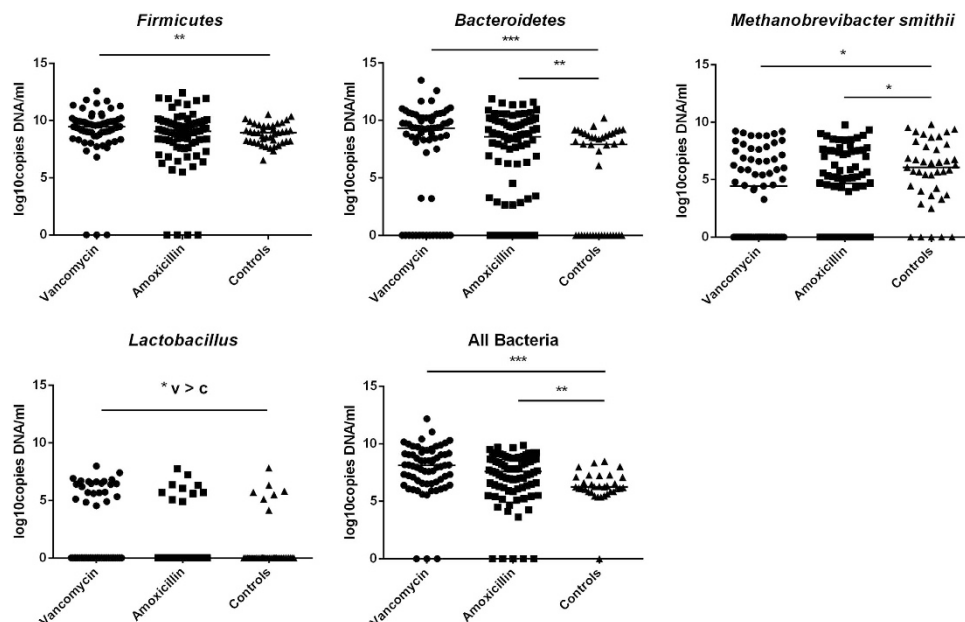 Firmicutes
**
log10copies DNA/ml
15
10
5
0
Vancomycin
Amoxicillin
Controls
Bacteroidetes
***
**
log10copies DNA/ml
15
10
5
0
Vancomycin
Amoxicillin
Controls
Methanobrevibacter smithii
*
*
log10copies DNA/ml
15
10
5
0
Vancomycin
Amoxicillin
Controls
Lactobacillus
* v > c
log10copies DNA/ml
15
10
5
0
Vancomycin
Amoxicillin
Controls
All Bacteria
***
**
log10copies DNA/ml
15
10
5
0
Vancomycin
Amoxicillin
Controls